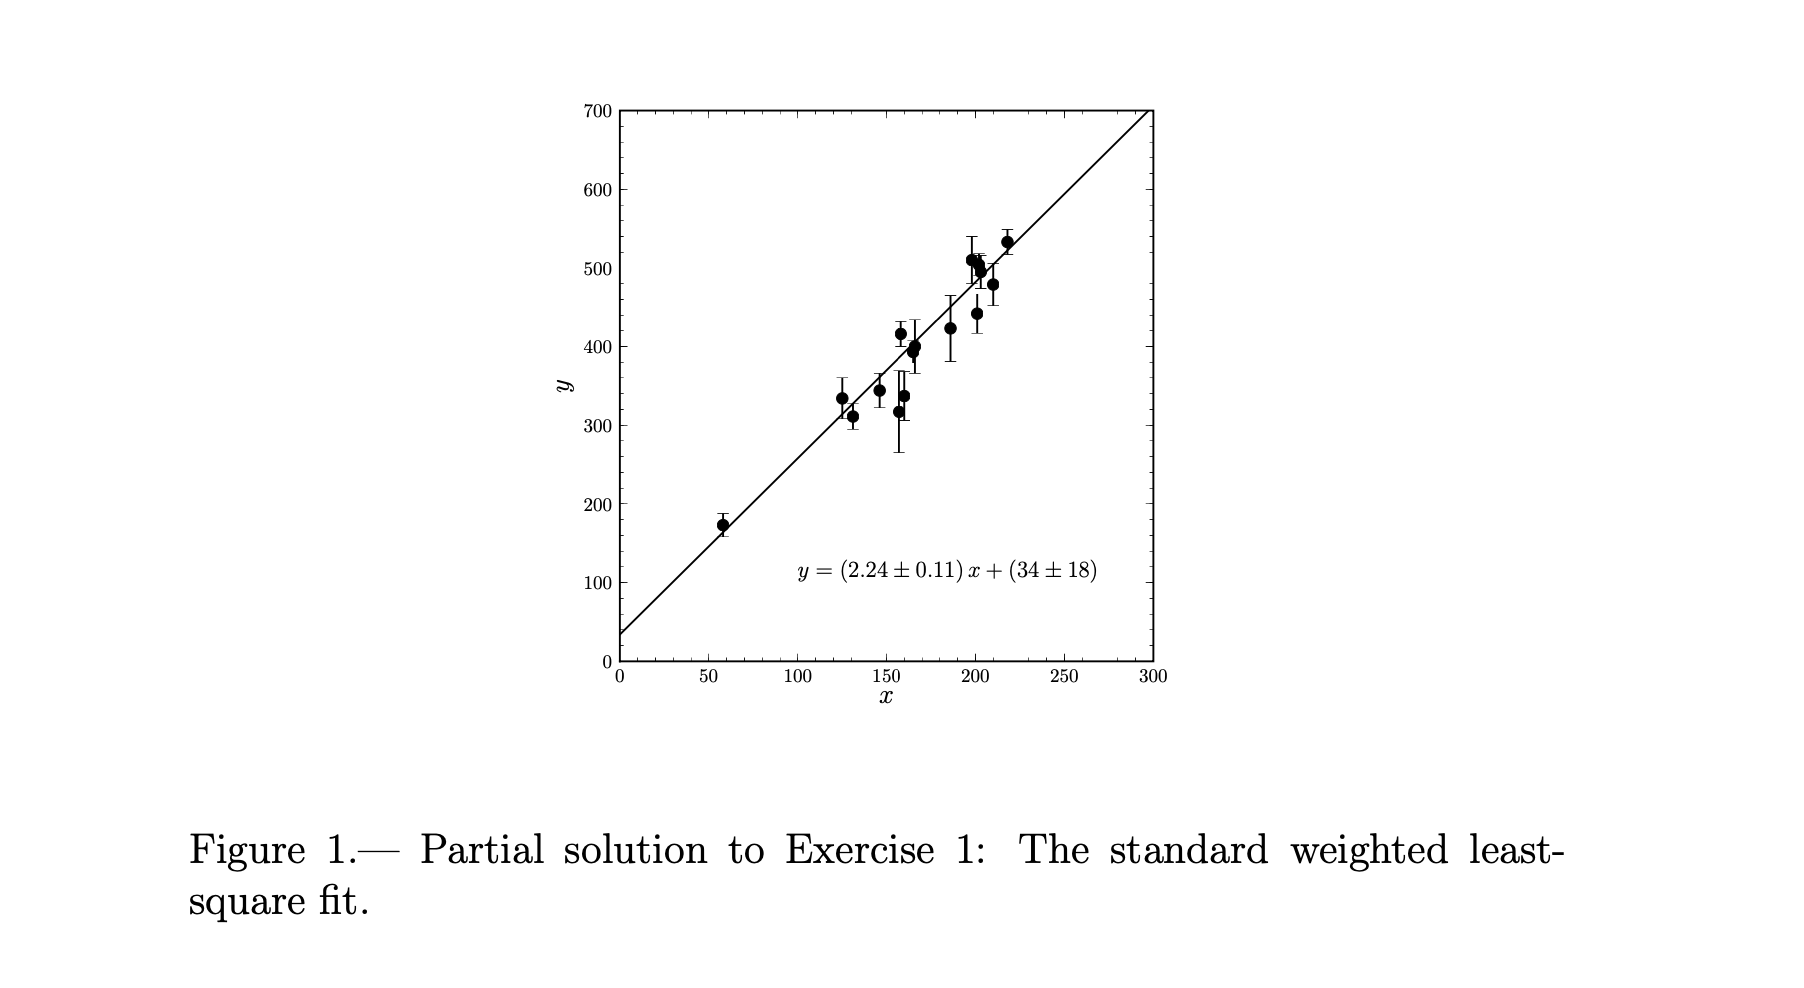 700
600
500
400
300
200
100
0
y
y = (2.24 ± 0.11) x + (34 ± 18)
0 50 100 150 200 250 300
x
Figure 1.— Partial solution to Exercise 1: The standard weighted least-
square fit.